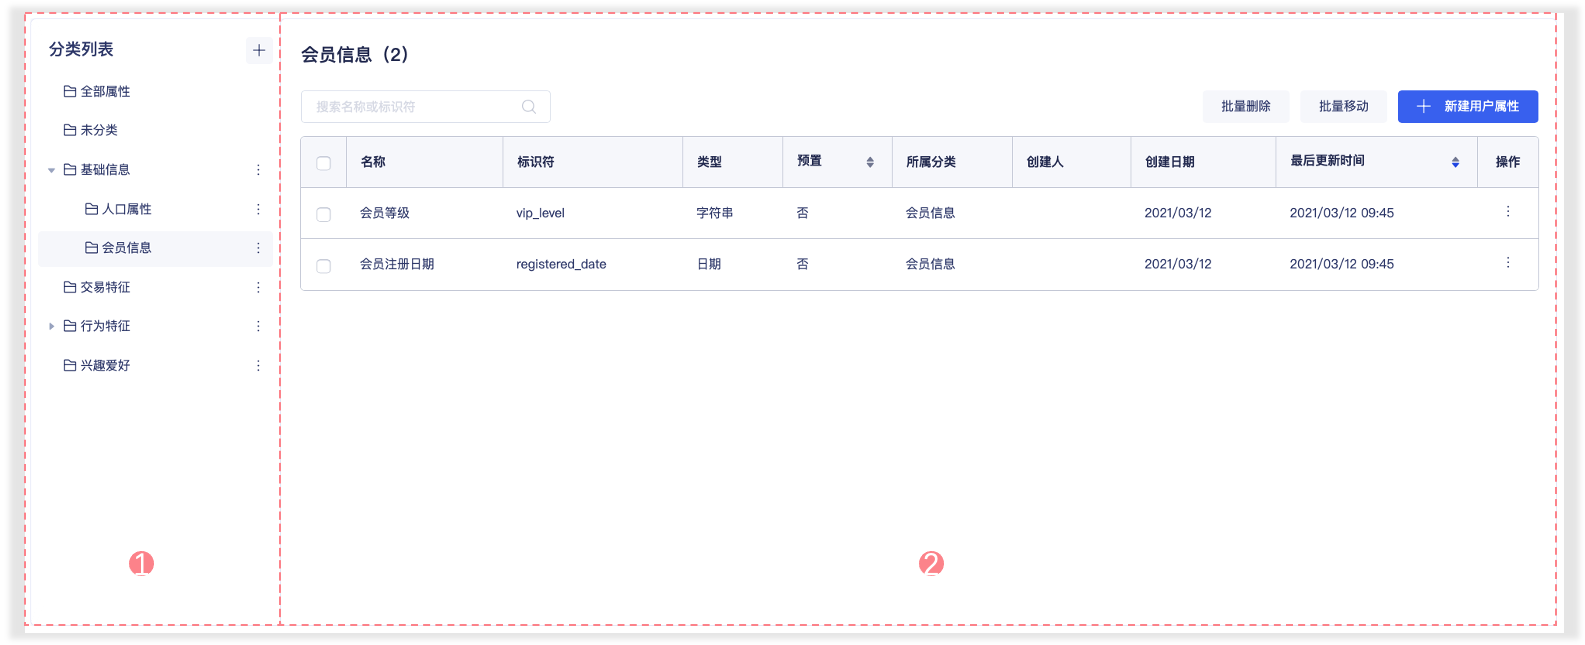 分类列表
全部属性
未分类
基础信息
人口属性
会员信息
交易特征
行为特征
兴趣爱好
1
会员信息（2）
搜索名称或标识符
批量删除 批量移动 新建用户属性
名称 标识符 类型 预置 所属分类 创建人 创建日期 最后更新时间 操作
会员等级 vip_level 字符串 否 会员信息 2021/03/12 2021/03/12 09:45
会员注册日期 registered_date 日期 否 会员信息 2021/03/12 2021/03/12 09:45
2